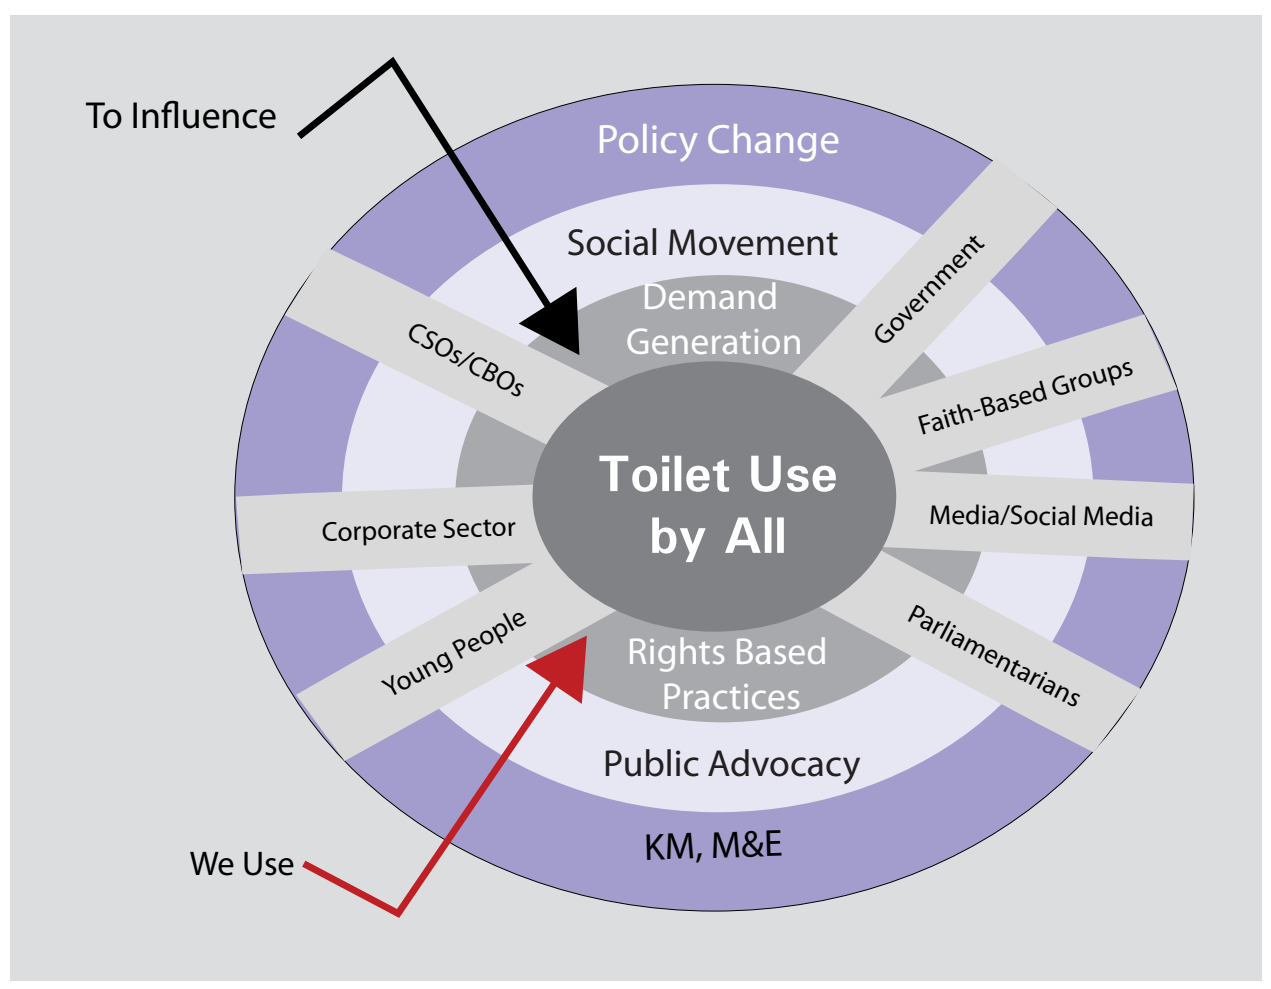 To Influence
Policy Change
Social Movement
Demand
Generation
Government
CSOs/CBOs
Faith-Based Groups
Toilet Use
by All
Corporate Sector
Media/Social Media
Young People
Parliamentarians
Rights Based
Practices
Public Advocacy
KM, M&E
We Use